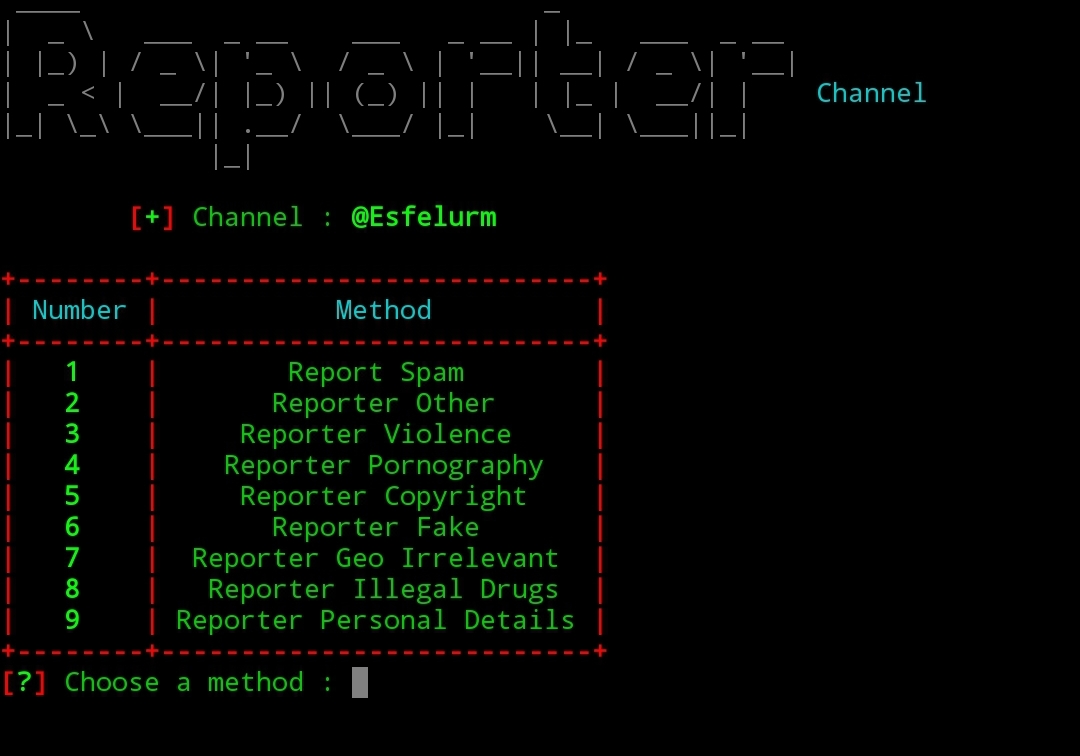 Reporter
Channel
[+] Channel : @Esfelurm
Number | Method
1 | Report Spam
2 | Reporter Other
3 | Reporter Violence
4 | Reporter Pornography
5 | Reporter Copyright
6 | Reporter Fake
7 | Reporter Geo Irrelevant
8 | Reporter Illegal Drugs
9 | Reporter Personal Details
[?] Choose a method :